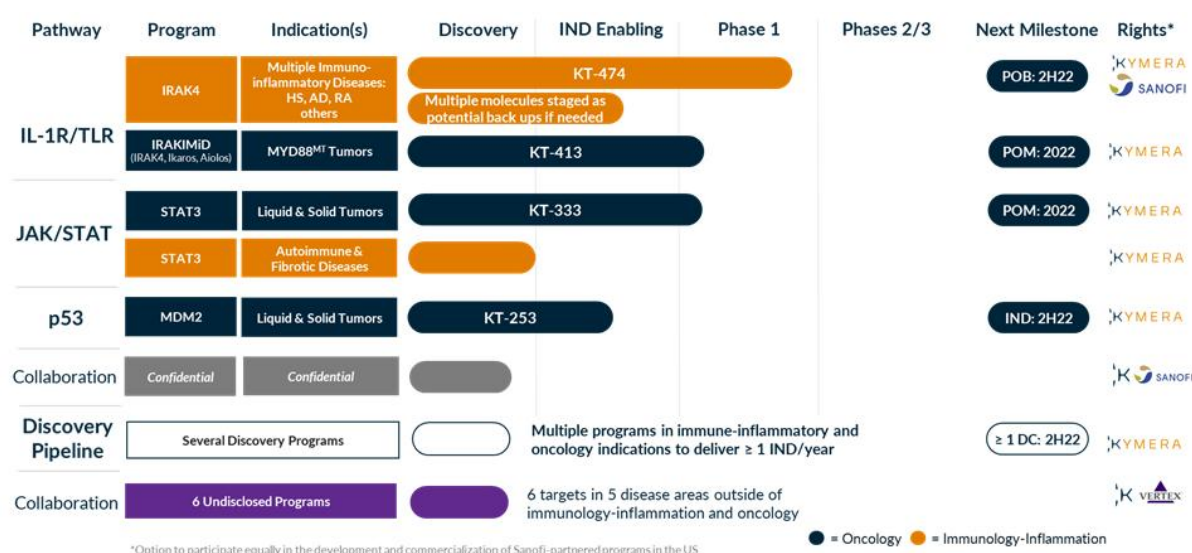 Pathway Program Indication(s) Discovery IND Enabling Phase 1 Phases 2/3 Next Milestone Rights*
IL-1R/TLR
IRAK4
Multiple Immuno-
inflammatory Diseases:
HS, AD, RA
others
KT-474
Multiple molecules staged as
potential back ups if needed
POB: 2H22
KYMERA
SANOFI
IRAKIMiD
(IRAK4, Ikaros, Aiolos)
MYD88MT Tumors
KT-413
POM: 2022
KYMERA
JAK/STAT
STAT3
Liquid & Solid Tumors
KT-333
POM: 2022
KYMERA
STAT3
Autoimmune &
Fibrotic Diseases
KYMERA
p53
MDM2
Liquid & Solid Tumors
KT-253
IND: 2H22
KYMERA
Collaboration
Confidential
Confidential
K SANOFI
Discovery
Pipeline
Several Discovery Programs
Multiple programs in immune-inflammatory and
oncology indications to deliver ≥ 1 IND/year
≥ 1 DC: 2H22
KYMERA
Collaboration
6 Undisclosed Programs
6 targets in 5 disease areas outside of
immunology-inflammation and oncology
K VERTEX
*Option to participate equally in the development and commercialization of Sanofi-partnered programs in the US
= Oncology = Immunology-Inflammation